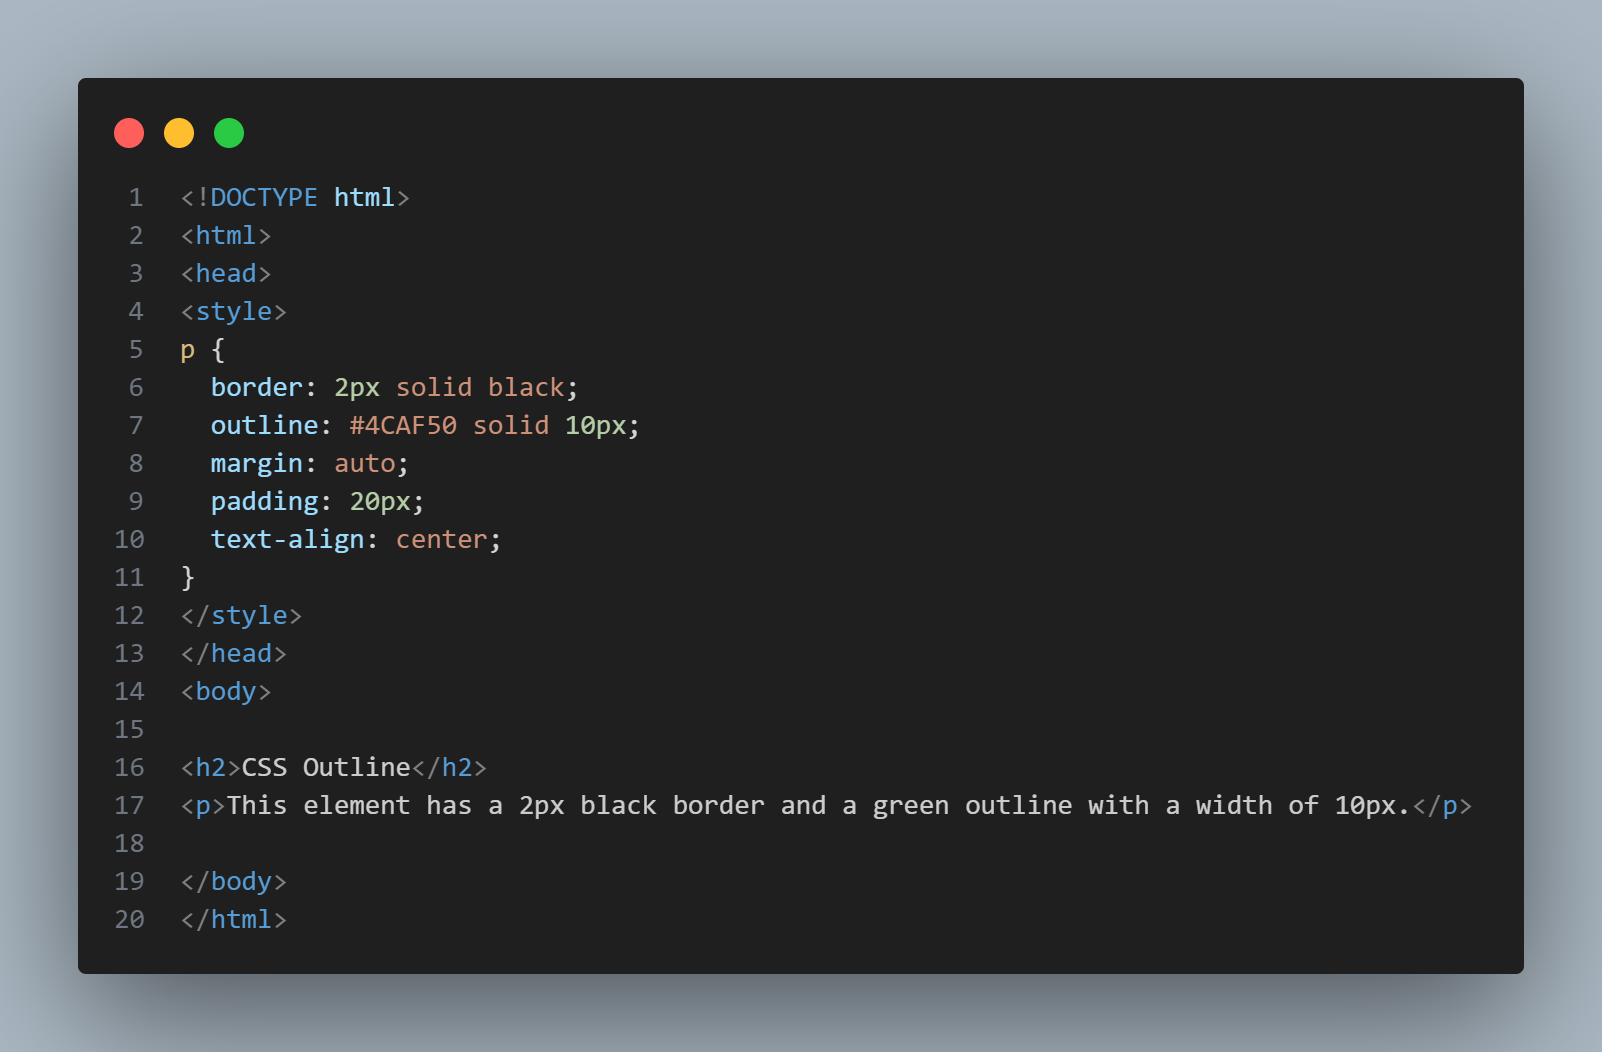 1 <!DOCTYPE html>
2 <html>
3 <head>
4 <style>
5 p {
6   border: 2px solid black;
7   outline: #4CAF50 solid 10px;
8   margin: auto;
9   padding: 20px;
10   text-align: center;
11 }
12 </style>
13 </head>
14 <body>
15
16 <h2>CSS Outline</h2>
17 <p>This element has a 2px black border and a green outline with a width of 10px.</p>
18
19 </body>
20 </html>